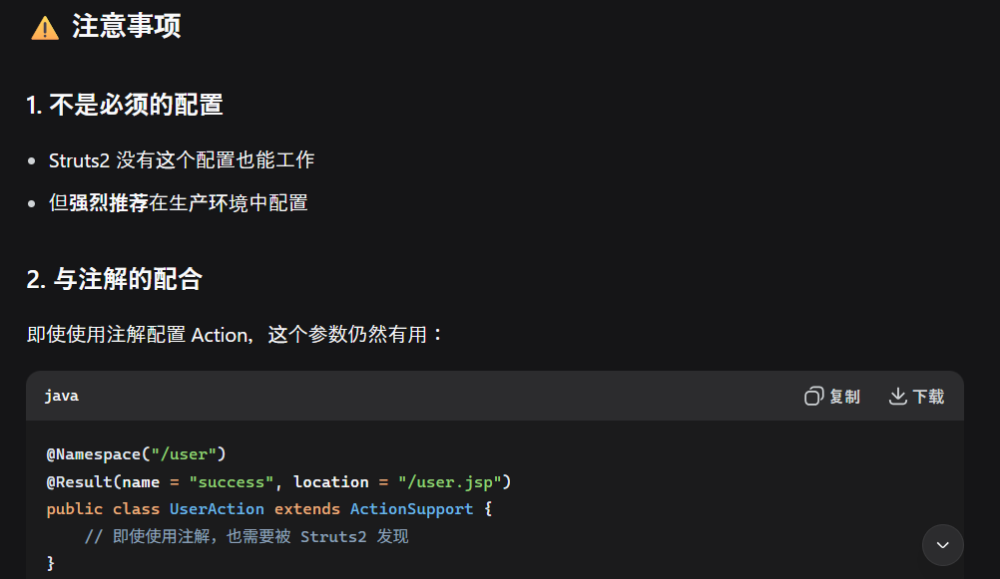 ⚠️ 注意事项
1. 不是必须的配置
• Struts2 没有这个配置也能工作
• 但强烈推荐在生产环境中配置
2. 与注解的配合
即使使用注解配置 Action，这个参数仍然有用：
java 复制 下载
@Namespace("/user")
@Result(name = "success", location = "/user.jsp")
public class UserAction extends ActionSupport {
    // 即使使用注解，也需要被 Struts2 发现
}